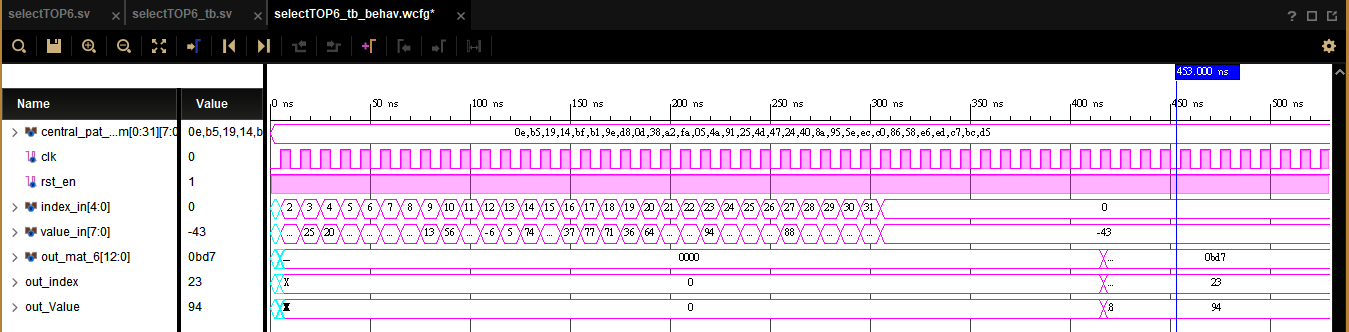 selectTOP6.sv × selectTOP6_tb.sv × selectTOP6_tb_behav.wcfg* ×
453.000 ns
Name Value 0 ns 50 ns 100 ns 150 ns 200 ns 250 ns 300 ns 350 ns 400 ns 450 ns 500 ns
central_pat_...m[0:31][7:0 0e,b5,19,14,b 0e,b5,19,14,bf,b1,9e,d8,0d,38,a2,fa,05,4a,91,25,4d,47,24,40,8a,95,5e,ec,c0,86,58,e6,ed,c7,bc,d5
clk 0
rst_en 1
index_in[4:0] 0 2 3 4 5 6 7 8 9 10 11 12 13 14 15 16 17 18 19 20 21 22 23 24 25 26 27 28 29 30 31 0
value_in[7:0] -43 ... 25 20 ... ... ... ... 13 56 ... -6 5 74 ... 37 77 71 36 64 ... ... 94 ... ... ... 88 ... ... ... ... -43
out_mat_6[12:0] 0bd7 ... 0000 ... 0bd7
out_index 23 X 0 ... 23
out_Value 94 X 0 .8 94